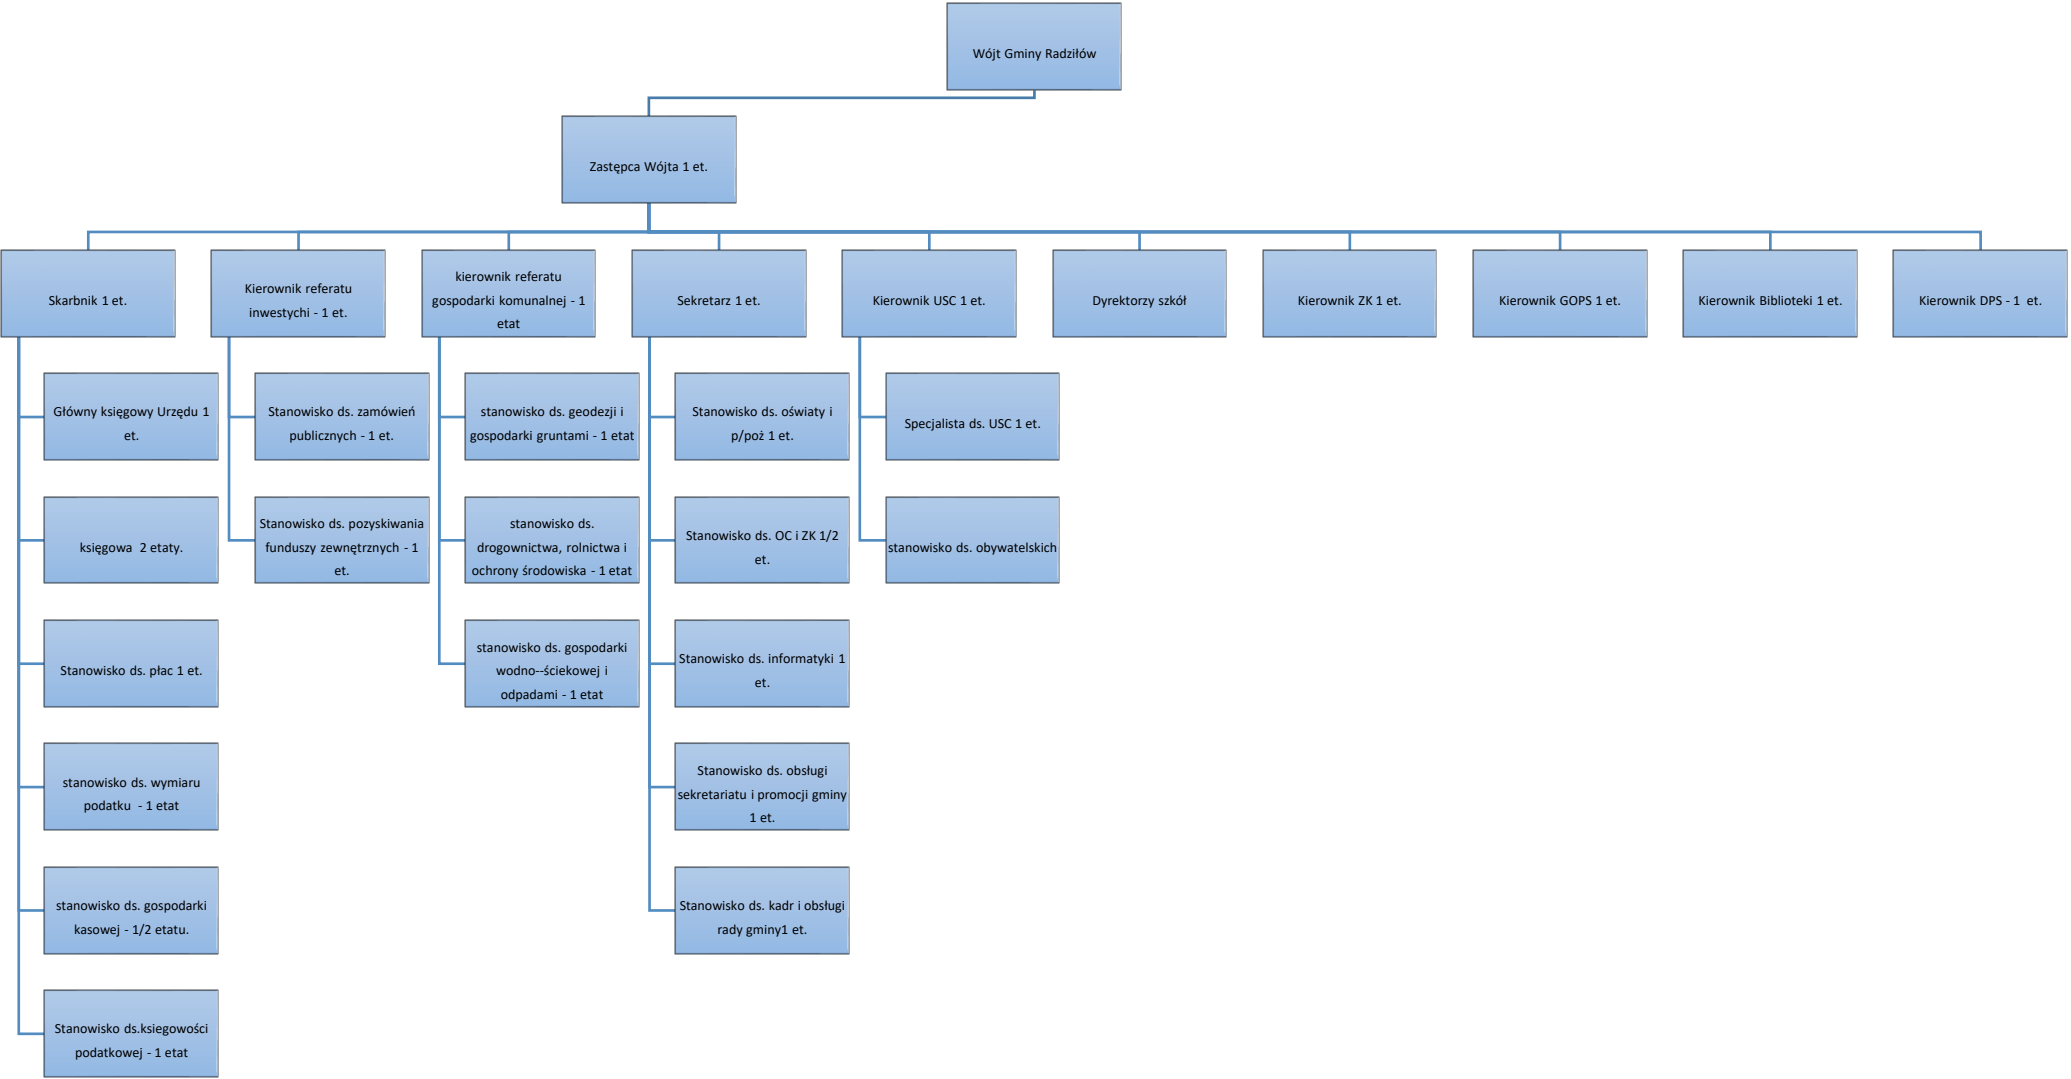 Wójt Gminy Radziłów
Zastępca Wójta 1 et.
Skarbnik 1 et.
Kierownik referatu
inwestychi - 1 et.
kierownik referatu
gospodarki komunalnej - 1
etat
Sekretarz 1 et.
Kierownik USC 1 et.
Dyrektorzy szkół
Kierownik ZK 1 et.
Kierownik GOPS 1 et.
Kierownik Biblioteki 1 et.
Kierownik DPS - 1 et.
Główny księgowy Urzędu 1
et.
księgowa 2 etaty.
Stanowisko ds. płac 1 et.
stanowisko ds. wymiaru
podatku - 1 etat
stanowisko ds. gospodarki
kasowej - 1/2 etatu.
Stanowisko ds.ksiegowości
podatkowej - 1 etat
Stanowisko ds. zamówień
publicznych - 1 et.
Stanowisko ds. pozyskiwania
funduszy zewnętrznych - 1
et.
stanowisko ds. geodezji i
gospodarki gruntami - 1 etat
stanowisko ds.
drogownictwa, rolnictwa i
ochrony środowiska - 1 etat
stanowisko ds. gospodarki
wodno--ściekowej i
odpadami - 1 etat
Stanowisko ds. oświaty i
p/poż 1 et.
Stanowisko ds. OC i ZK 1/2
et.
Stanowisko ds. informatyki 1
et.
Stanowisko ds. obsługi
sekretariatu i promocji gminy
1 et.
Stanowisko ds. kadr i obsługi
rady gminy1 et.
Specjalista ds. USC 1 et.
stanowisko ds. obywatelskich